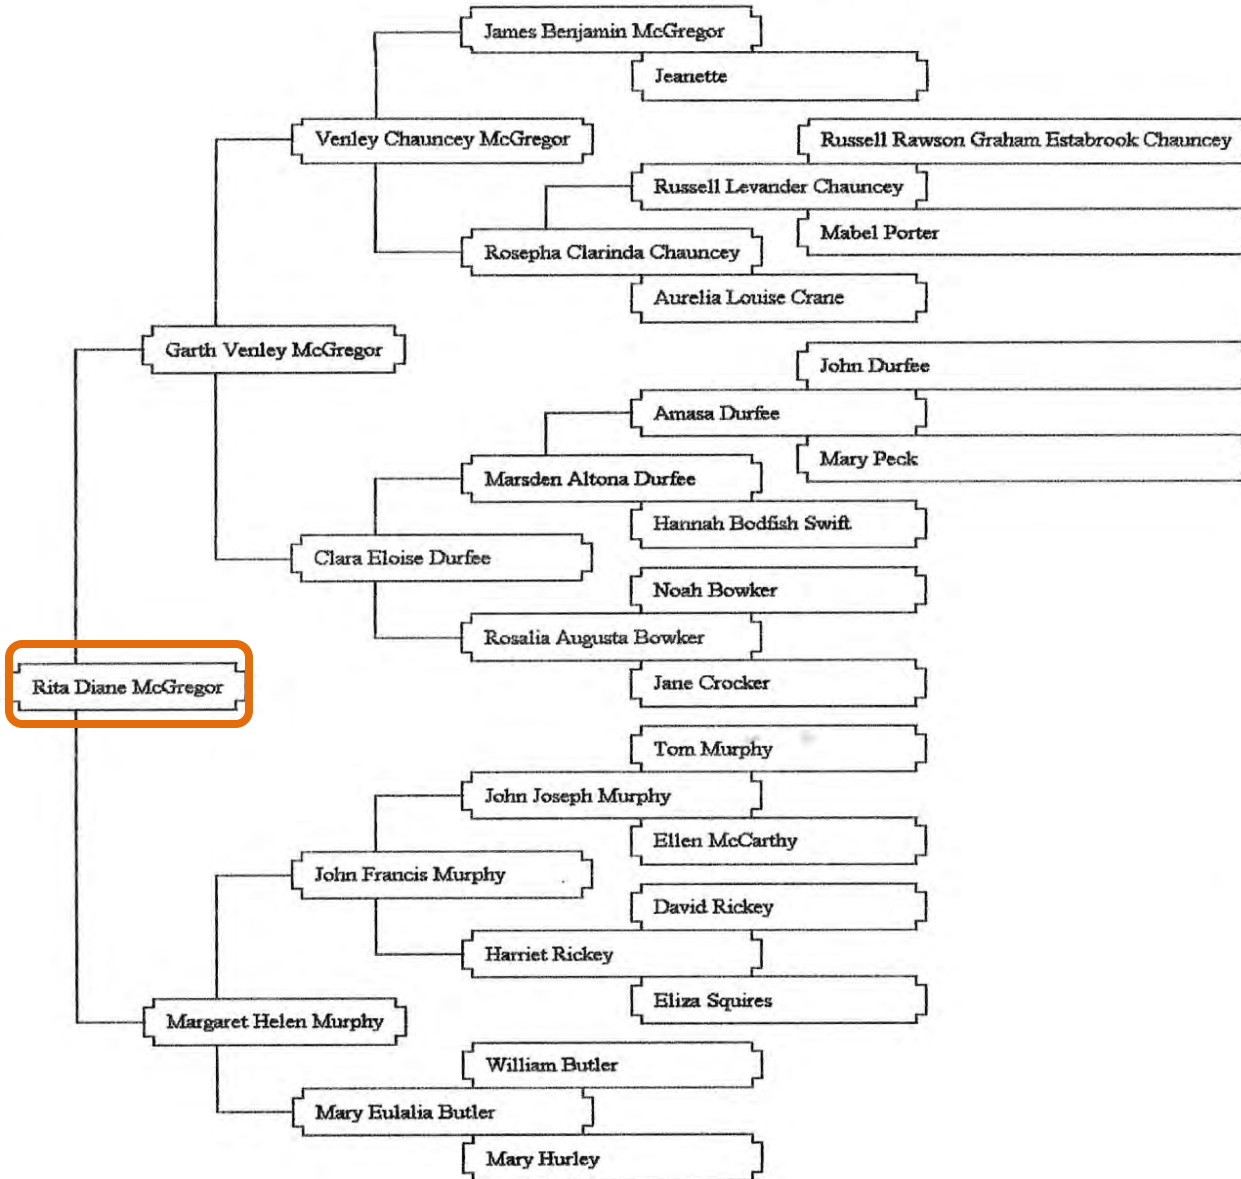 James Benjamin McGregor
Jeanette
Venley Chauncey McGregor
Russell Rawson Graham Estabrook Chauncey
Russell Levander Chauncey
Mabel Porter
Rosepha Clarinda Chauncey
Aurelia Louise Crane
Garth Venley McGregor
John Durfee
Amasa Durfee
Mary Peck
Marsden Altona Durfee
Hannah Bodfish Swift
Clara Eloise Durfee
Noah Bowker
Rosalia Augusta Bowker
Jane Crocker
Rita Diane McGregor
Tom Murphy
John Joseph Murphy
Ellen McCarthy
John Francis Murphy
David Rickey
Harriet Rickey
Eliza Squires
Margaret Helen Murphy
William Butler
Mary Eulalia Butler
Mary Hurley